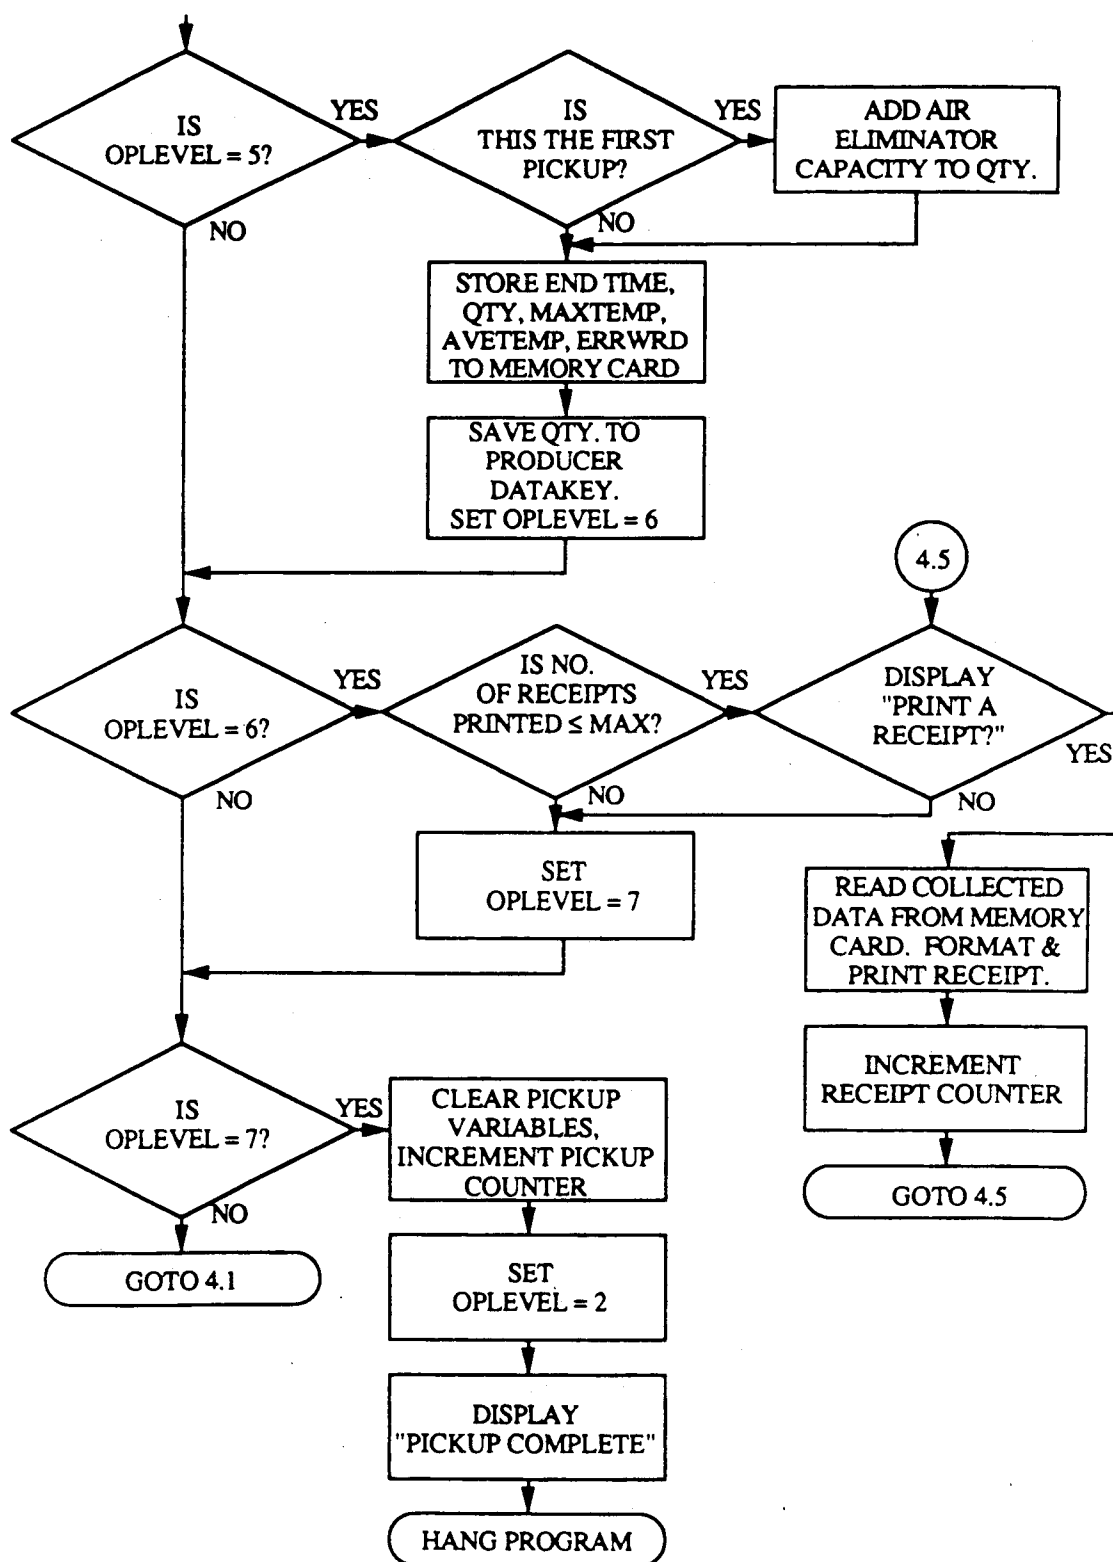 IS
OPLEVEL = 5?
YES
NO
IS
THIS THE FIRST
PICKUP?
YES
NO
ADD AIR
ELIMINATOR
CAPACITY TO QTY.
STORE END TIME,
QTY, MAXTEMP,
AVETEMP, ERRWRD
TO MEMORY CARD
SAVE QTY. TO
PRODUCER
DATAKEY.
SET OPLEVEL = 6
4.5
IS
OPLEVEL = 6?
YES
NO
IS NO.
OF RECEIPTS
PRINTED ≤ MAX?
YES
NO
DISPLAY
"PRINT A
RECEIPT?"
YES
NO
SET
OPLEVEL = 7
READ COLLECTED
DATA FROM MEMORY
CARD. FORMAT &
PRINT RECEIPT.
INCREMENT
RECEIPT COUNTER
GOTO 4.5
IS
OPLEVEL = 7?
YES
NO
GOTO 4.1
CLEAR PICKUP
VARIABLES,
INCREMENT PICKUP
COUNTER
SET
OPLEVEL = 2
DISPLAY
"PICKUP COMPLETE"
HANG PROGRAM